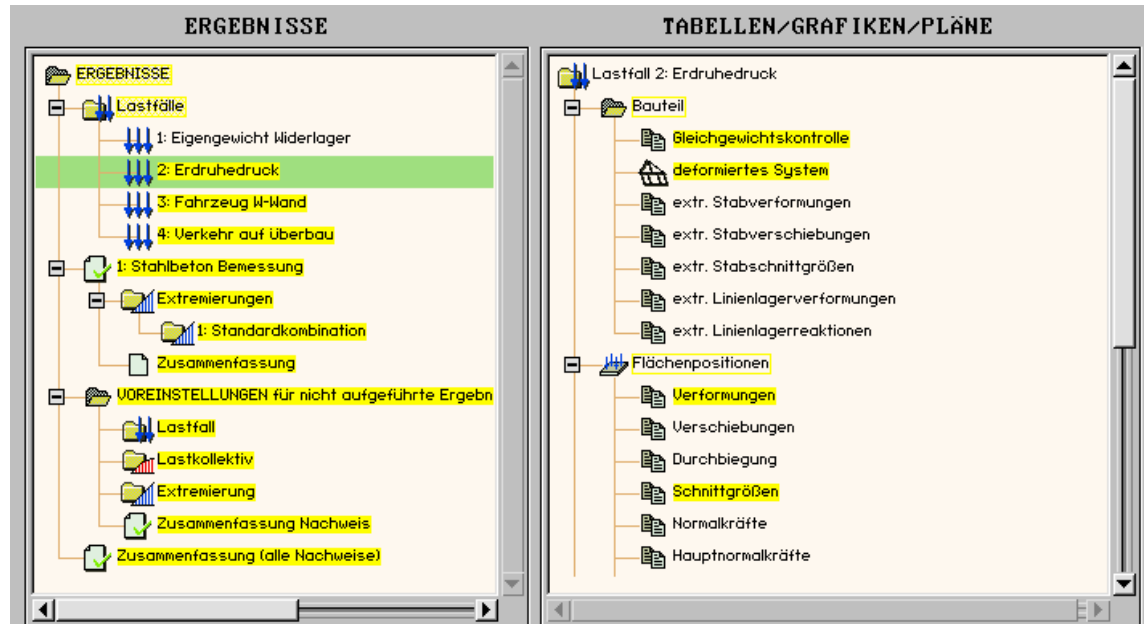 ERGEBNISSE
ERGEBNISSE
Lastfälle
1: Eigengewicht Widerlager
2: Erdruhedruck
3: Fahrzeug W-Wand
4: Verkehr auf Überbau
1: Stahlbeton Bemessung
Extremierungen
1: Standardkombination
Zusammenfassung
VOREINSTELLUNGEN für nicht aufgeführte Ergebn
Lastfall
Lastkollektiv
Extremierung
Zusammenfassung Nachweis
Zusammenfassung (alle Nachweise)
TABELLEN/GRAFIKEN/PLÄNE
Lastfall 2: Erdruhedruck
Bauteil
Gleichgewichtskontrolle
deformiertes System
extr. Stabverformungen
extr. Stabverschiebungen
extr. Stabschnittgrößen
extr. Linienlagerverformungen
extr. Linienlagerreaktionen
Flächenpositionen
Verformungen
Verschiebungen
Durchbiegung
Schnittgrößen
Normalkräfte
Hauptnormalkräfte